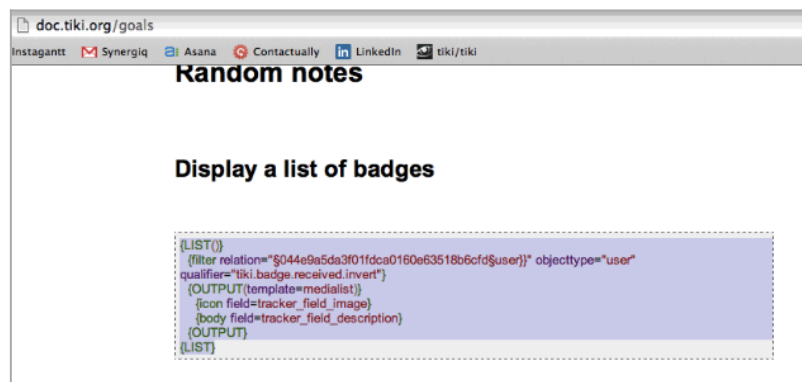 doc.tiki.org/goals
Instagantt Synergiq Asana Contactually LinkedIn tiki/tiki
Random notes
Display a list of badges
{LIST()}
{filter relation="§044e9a5da3f01fdca0160e63518b6cfd§user}}" objecttype="user"
qualifier="tiki.badge.received.invert"}
{OUTPUT(template=medialist)}
{icon field=tracker_field_image}
{body field=tracker_field_description}
{OUTPUT}
{LIST}